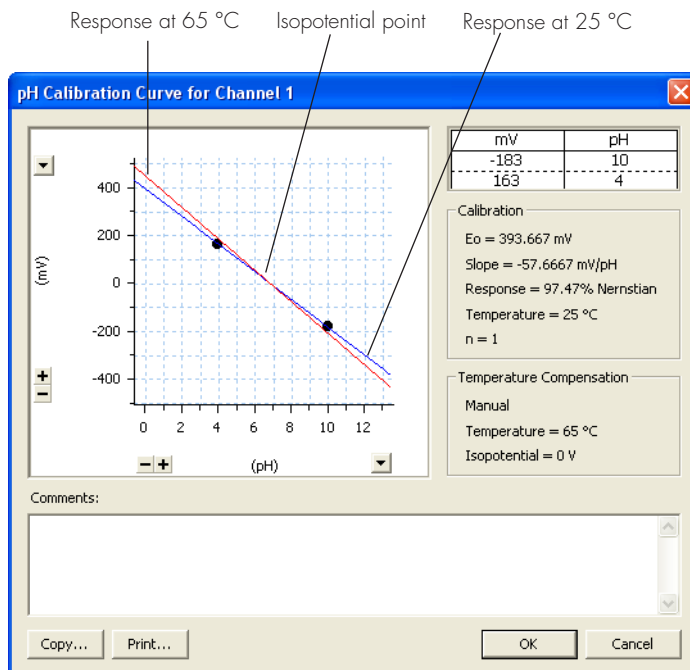 Response at 65 °C Isopotential point Response at 25 °C
pH Calibration Curve for Channel 1
400
200
0
-200
-400
(mV)
+
−
0 2 4 6 8 10 12
− + (pH)
mV pH
-183 10
163 4
Calibration
Eo = 393.667 mV
Slope = -57.6667 mV/pH
Response = 97.47% Nernstian
Temperature = 25 °C
n = 1
Temperature Compensation
Manual
Temperature = 65 °C
Isopotential = 0 V
Comments:
Copy... Print... OK Cancel